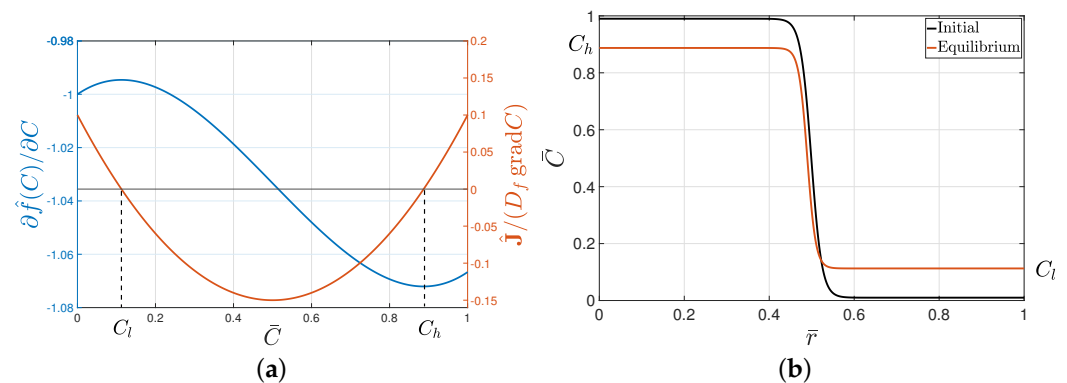 -0.98
-1
-1.02
-1.04
-1.06
-1.08
∂f̂(C)/∂C
0.2
0.15
0.1
0.05
0
-0.05
-0.1
-0.15
Ĵ/(D_f gradC)
0 0.2 0.4 0.6 0.8 1
C_l C̄ C_h
(a)
1
0.8
0.6
0.4
0.2
0
C_h
C̄
Initial
Equilibrium
C_l
0 0.2 0.4 0.6 0.8 1
r̄
(b)